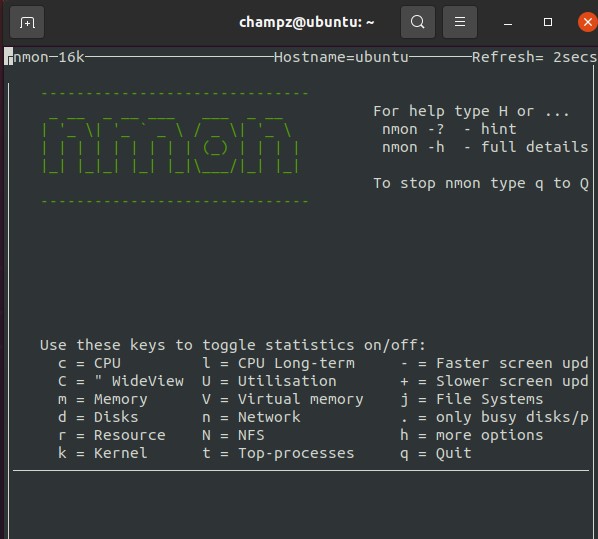 champz@ubuntu: ~
nmon-16k Hostname=ubuntu Refresh= 2secs
nmon
For help type H or ...
nmon -? - hint
nmon -h - full details
To stop nmon type q to Q
Use these keys to toggle statistics on/off:
c = CPU l = CPU Long-term - = Faster screen upd
C = " WideView U = Utilisation + = Slower screen upd
m = Memory V = Virtual memory j = File Systems
d = Disks n = Network . = only busy disks/p
r = Resource N = NFS h = more options
k = Kernel t = Top-processes q = Quit